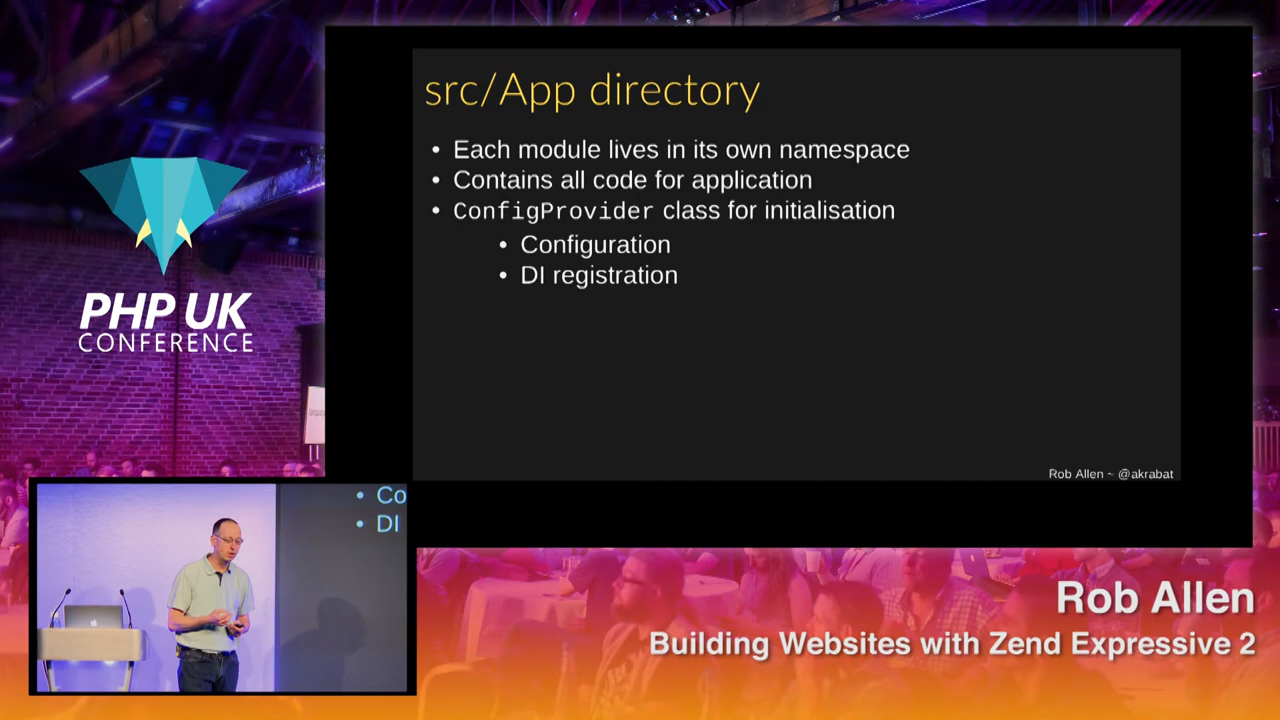 src/App directory
• Each module lives in its own namespace
• Contains all code for application
• ConfigProvider class for initialisation
• Configuration
• DI registration
Rob Allen ~ @akrabat
PHP UK
CONFERENCE
• Co
• DI
Rob Allen
Building Websites with Zend Expressive 2